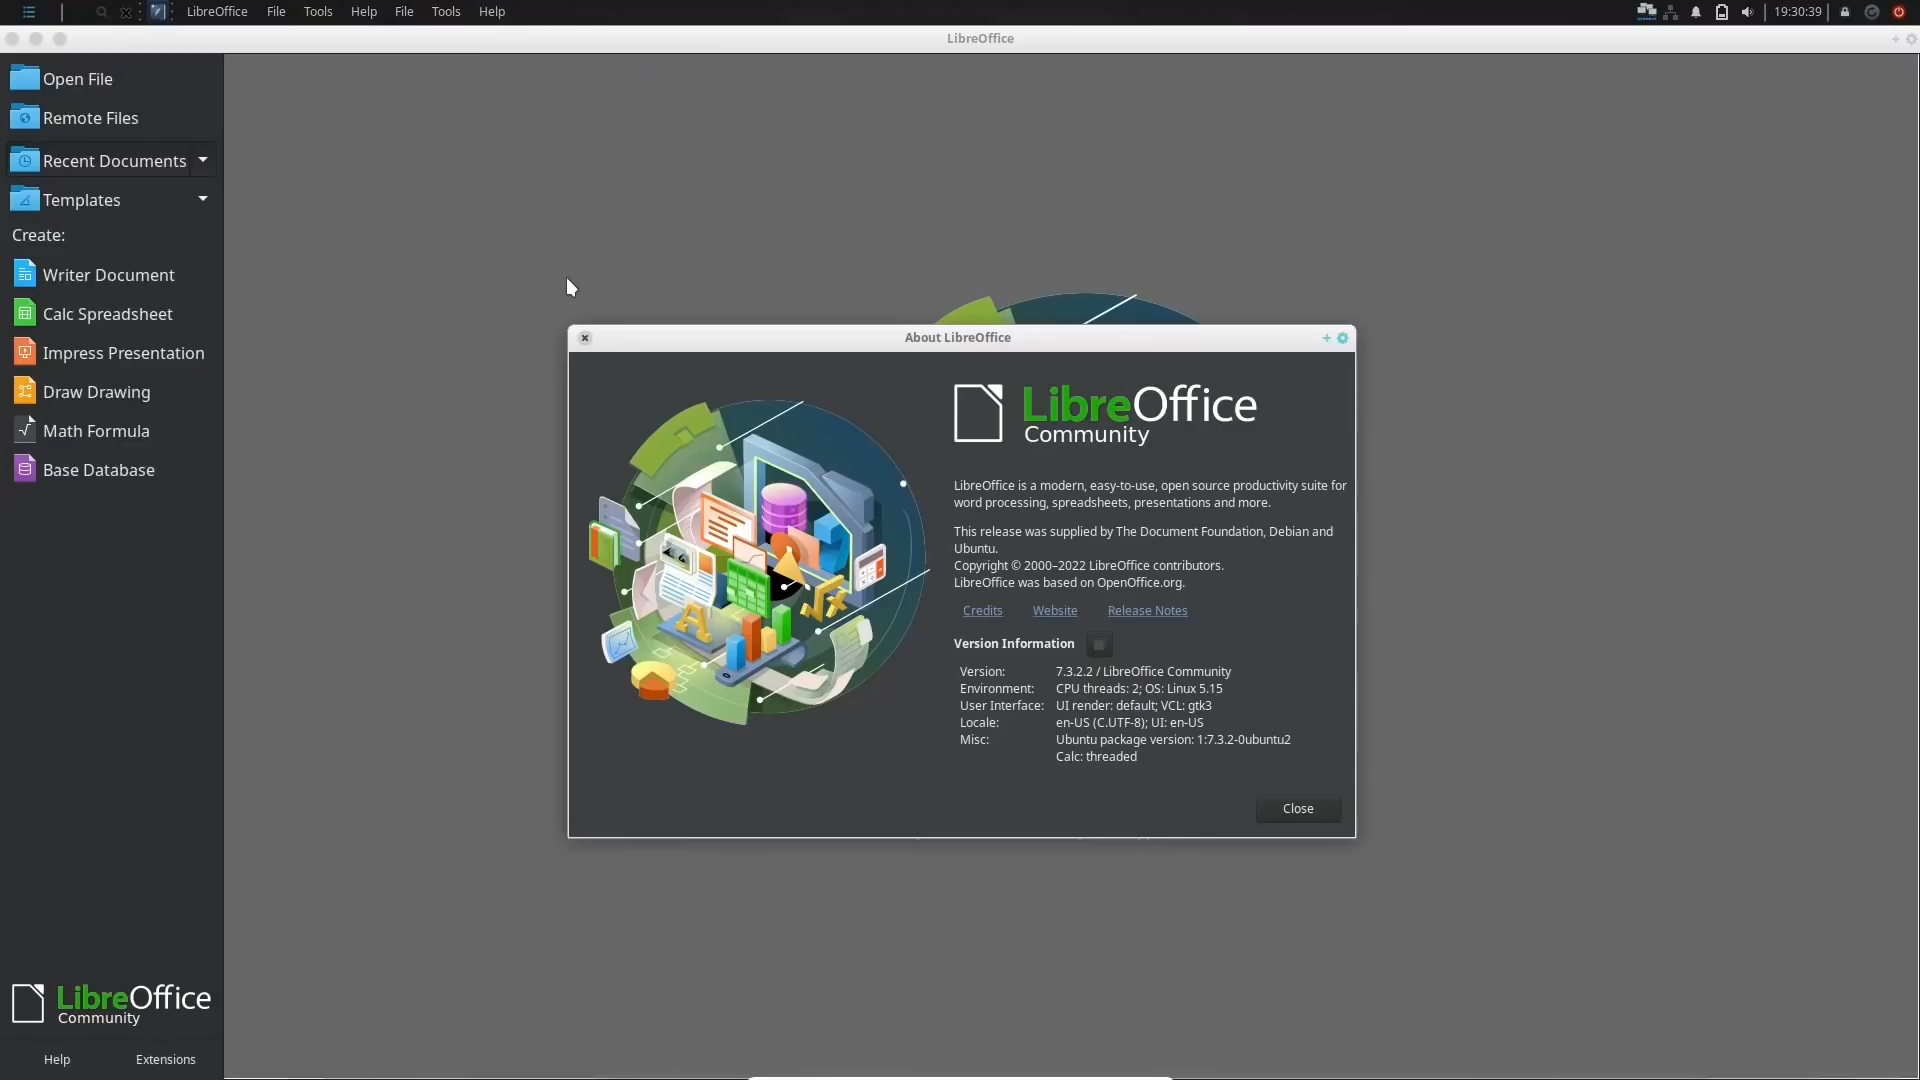 LibreOffice File Tools Help File Tools Help 19:30:39
LibreOffice
Open File
Remote Files
Recent Documents
Templates
Create:
Writer Document
Calc Spreadsheet
Impress Presentation
Draw Drawing
Math Formula
Base Database
LibreOffice
Community
Help Extensions
About LibreOffice
LibreOffice
Community
LibreOffice is a modern, easy-to-use, open source productivity suite for
word processing, spreadsheets, presentations and more.
This release was supplied by The Document Foundation, Debian and
Ubuntu.
Copyright © 2000–2022 LibreOffice contributors.
LibreOffice was based on OpenOffice.org.
Credits Website Release Notes
Version Information
Version: 7.3.2.2 / LibreOffice Community
Environment: CPU threads: 2; OS: Linux 5.15
User Interface: UI render: default; VCL: gtk3
Locale: en-US (C.UTF-8); UI: en-US
Misc: Ubuntu package version: 1:7.3.2-0ubuntu2
Calc: threaded
Close